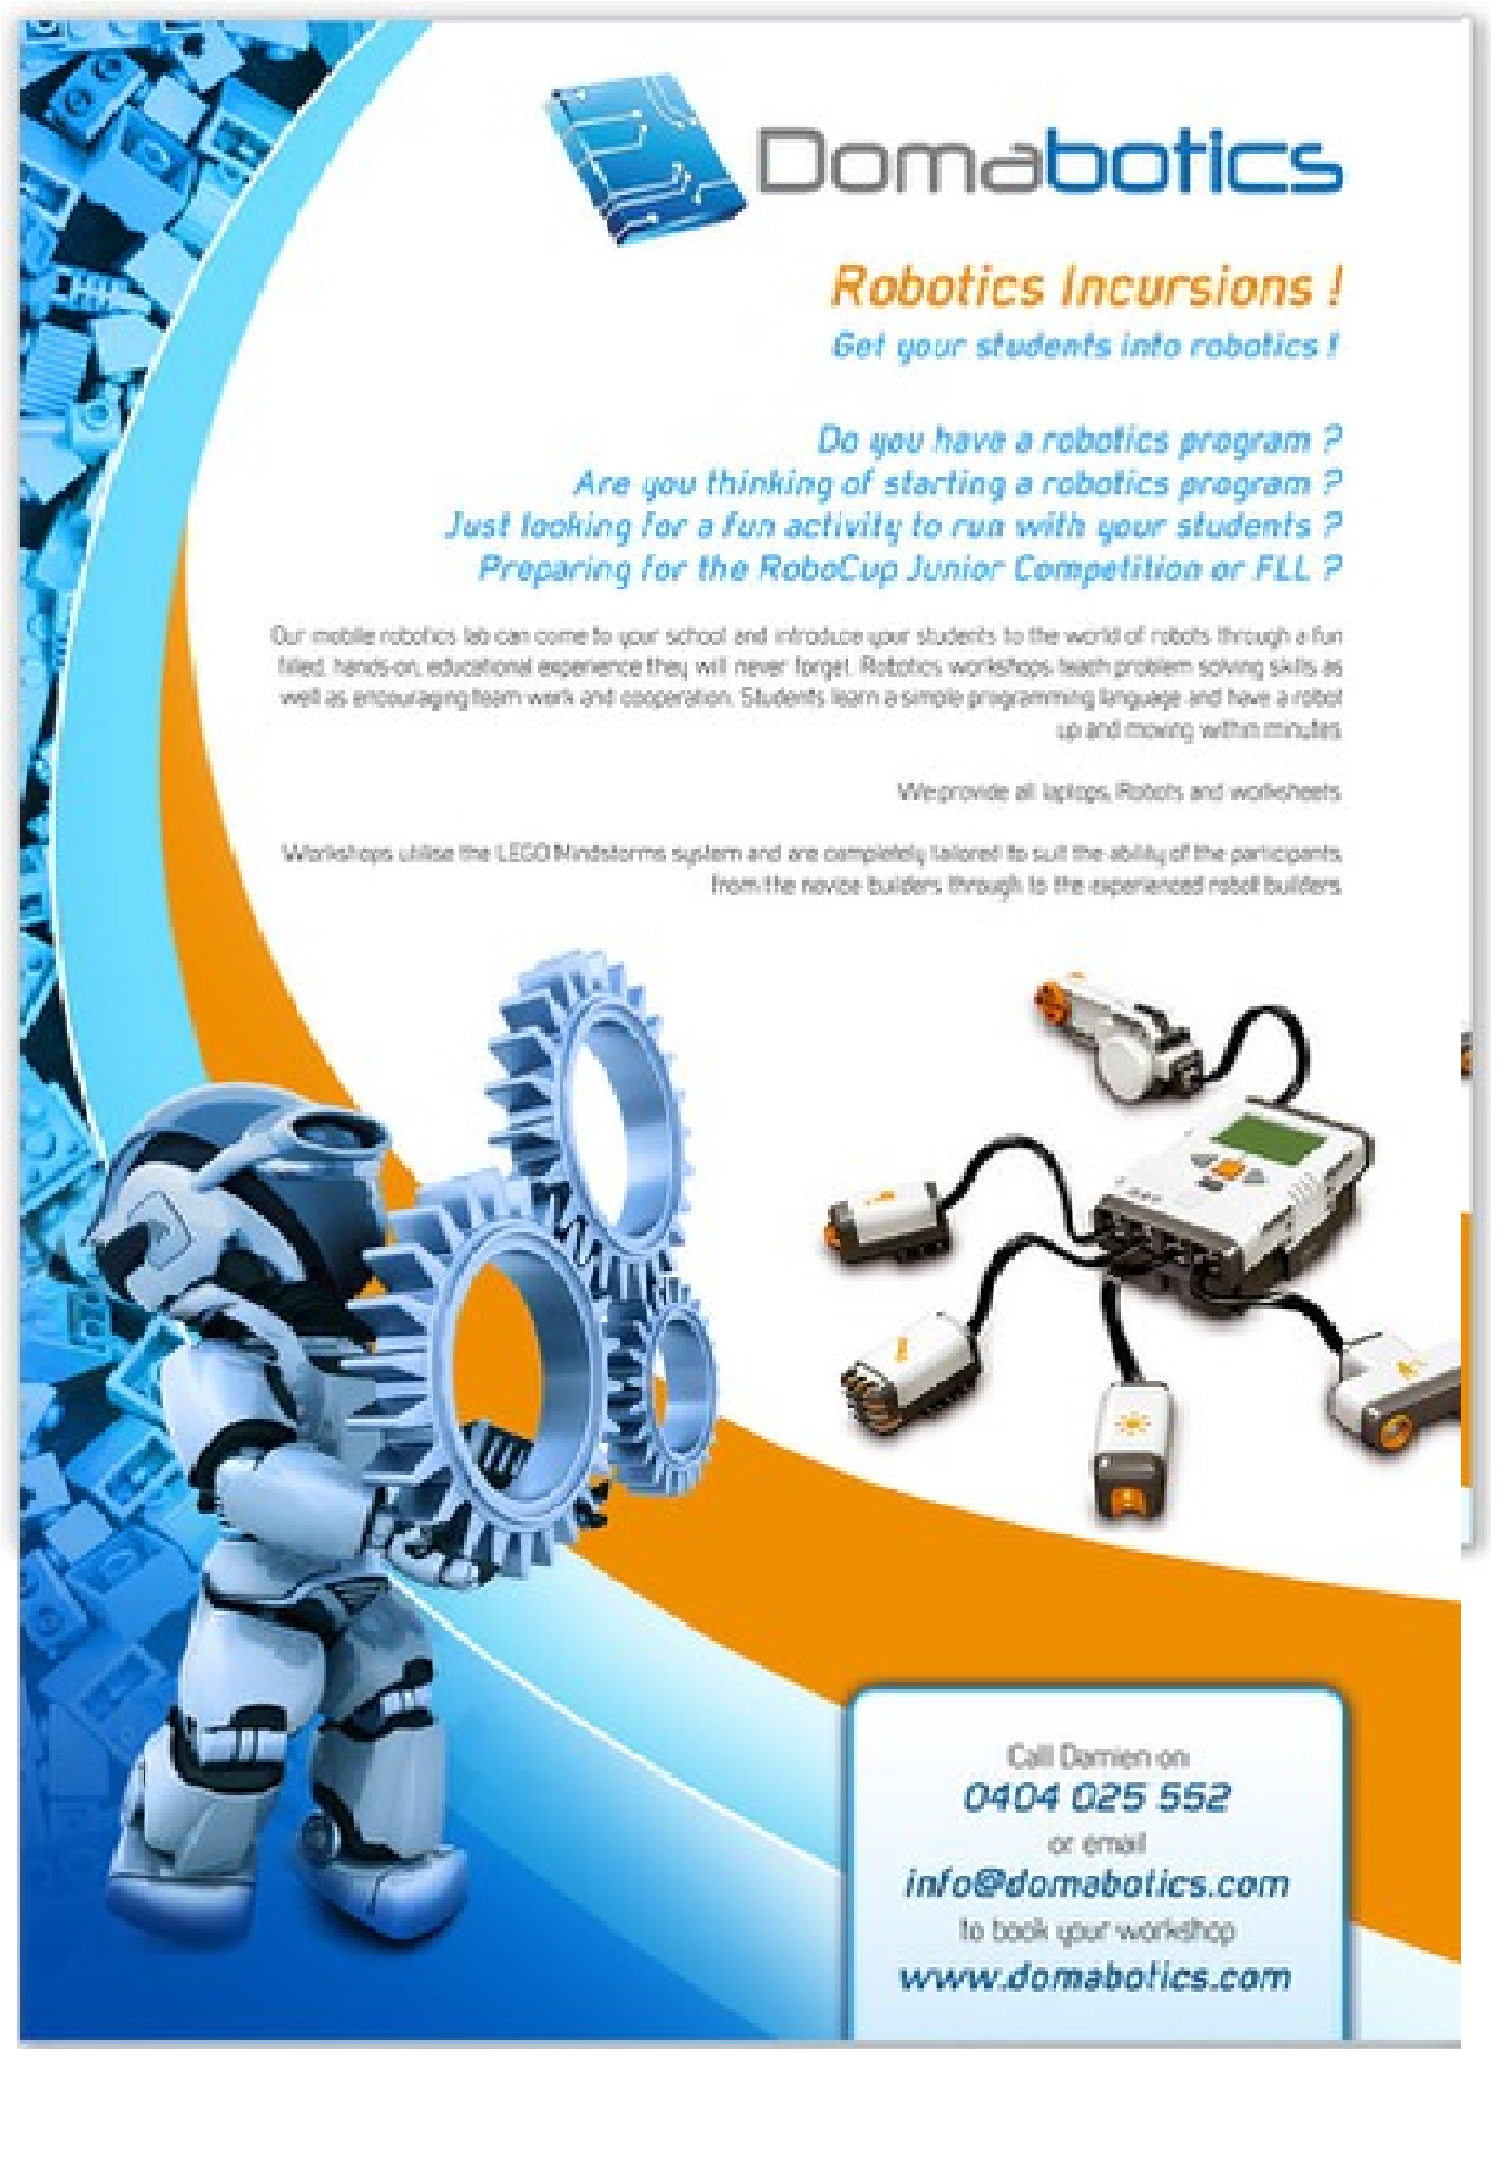 Domabotics
Robotics Incursions !
Get your students into robotics !
Do you have a robotics program ?
Are you thinking of starting a robotics program ?
Just looking for a fun activity to run with your students ?
Preparing for the RoboCup Junior Competition or FLL ?
Our mobile robotics lab can come to your school and introduce your students to the world of robots through a fun
filled, hands-on, educational experience they will never forget. Robotics workshops teach problem solving skills as
well as encouraging team work and cooperation. Students learn a simple programming language and have a robot
up and moving within minutes.
We provide all laptops, Robots and worksheets.
Workshops utilise the LEGO Mindstorms system and are completely tailored to suit the ability of the participants,
from the novice builders through to the experienced robot builders.
Call Damien on
0404 025 552
or email
info@domabotics.com
to book your workshop
www.domabotics.com